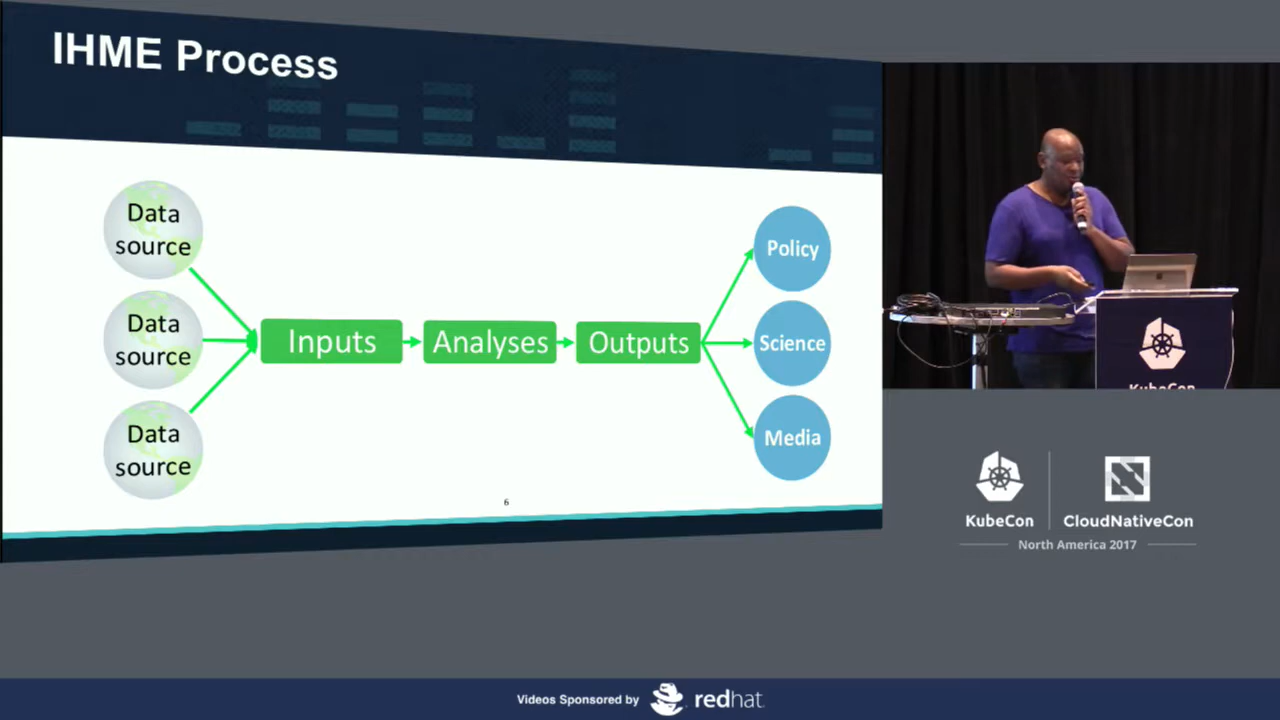 IHME Process
Data
source
Data
source
Data
source
Inputs
Analyses
Outputs
Policy
Science
Media
6
KubeCon
KubeCon
CloudNativeCon
North America 2017
Videos Sponsored by
redhat.